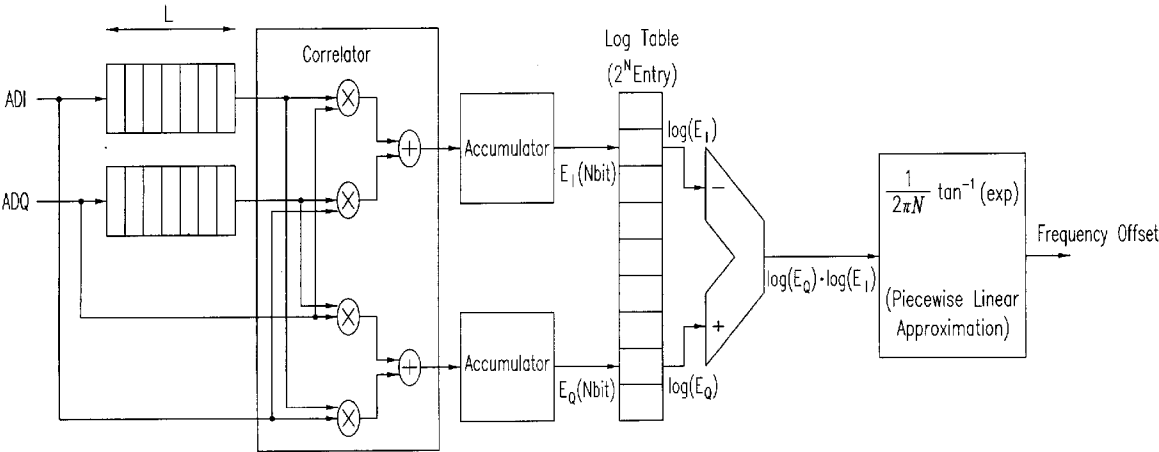 L
Correlator
Log Table
(2^N Entry)
ADI
ADQ
×
×
+
×
×
+
Accumulator
Accumulator
E_I(Nbit)
E_Q(Nbit)
log(E_I)
log(E_Q)
−
+
log(E_Q)·log(E_I)
1/2πN tan^-1(exp)
(Piecewise Linear
Approximation)
Frequency Offset